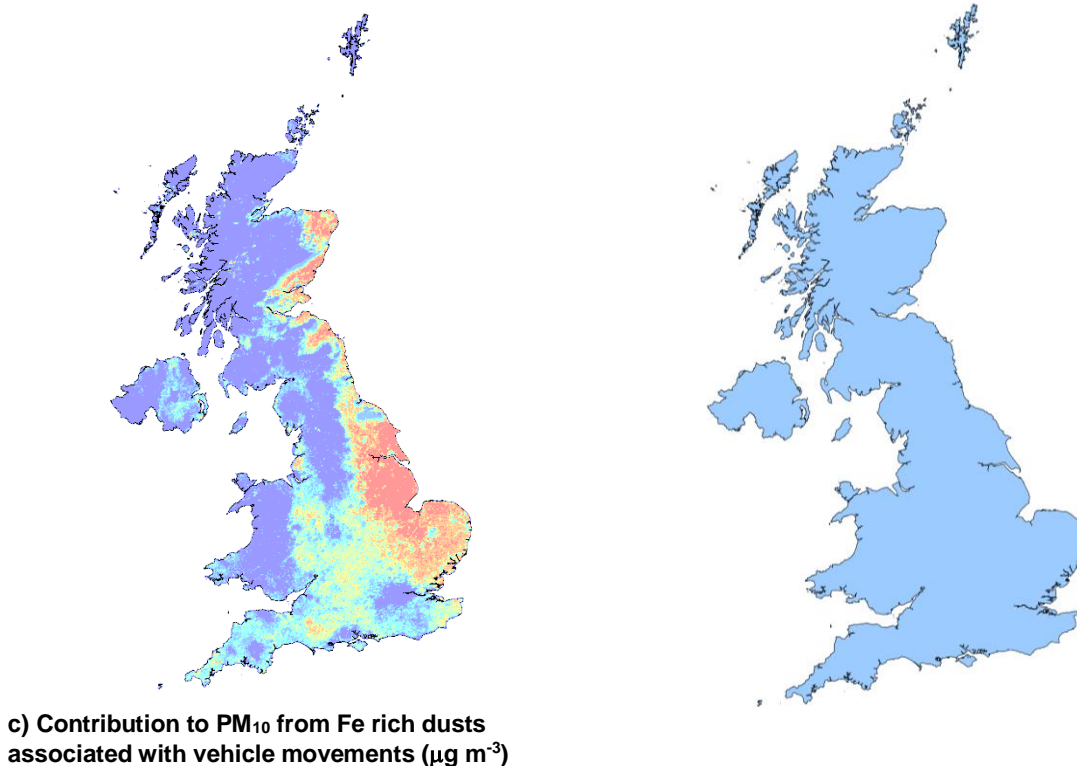 c) Contribution to PM₁₀ from Fe rich dusts
associated with vehicle movements (μg m⁻³)